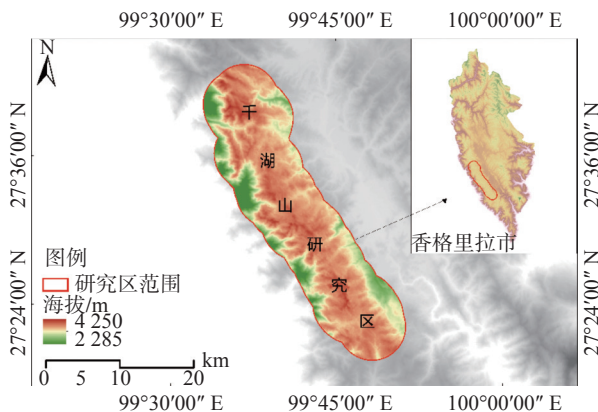 99°30′00″ E
99°45′00″ E
100°00′00″ E
N
27°36′00″ N
27°24′00″ N
千
湖
山
研
究
区
香格里拉市
图例
研究区范围
海拔/m
4 250
2 285
km
0 5 10 20
27°36′00″ N
27°24′00″ N
99°30′00″ E
99°45′00″ E
100°00′00″ E